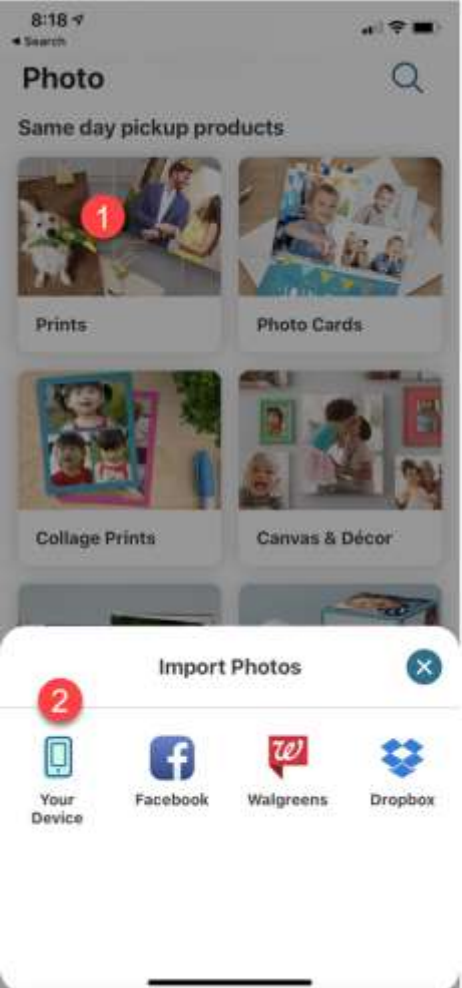 8:18
Search
Photo
Same day pickup products
1
Prints
Photo Cards
Collage Prints
Canvas & Décor
Import Photos
2
Your
Device
Facebook
Walgreens
Dropbox